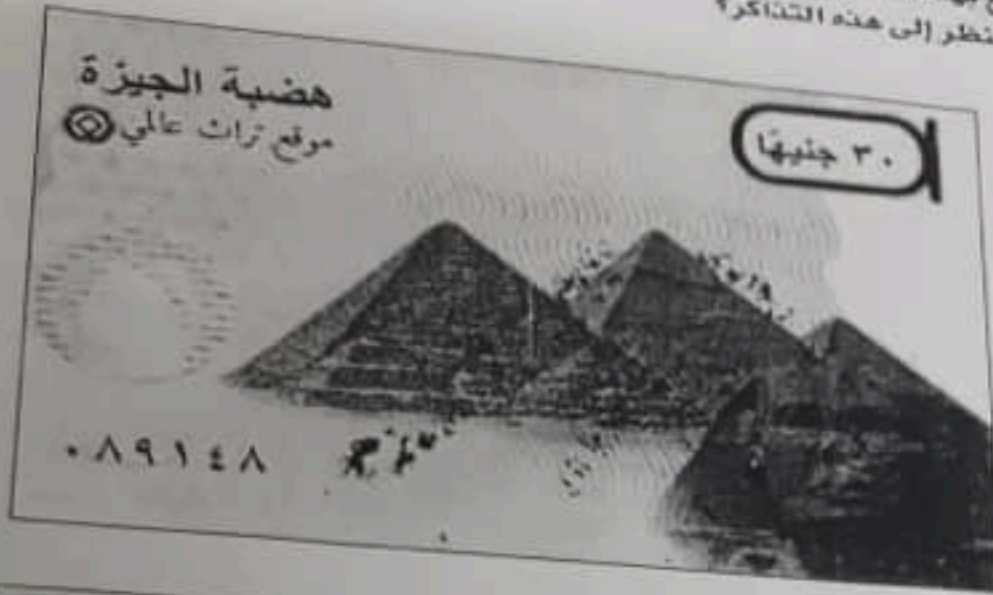 نظر إلى هذه التذاكر؟
هضبة الجيزة
موقع تراث عالمي
٣٠ جنيهًا
٠٨٩١٤٨